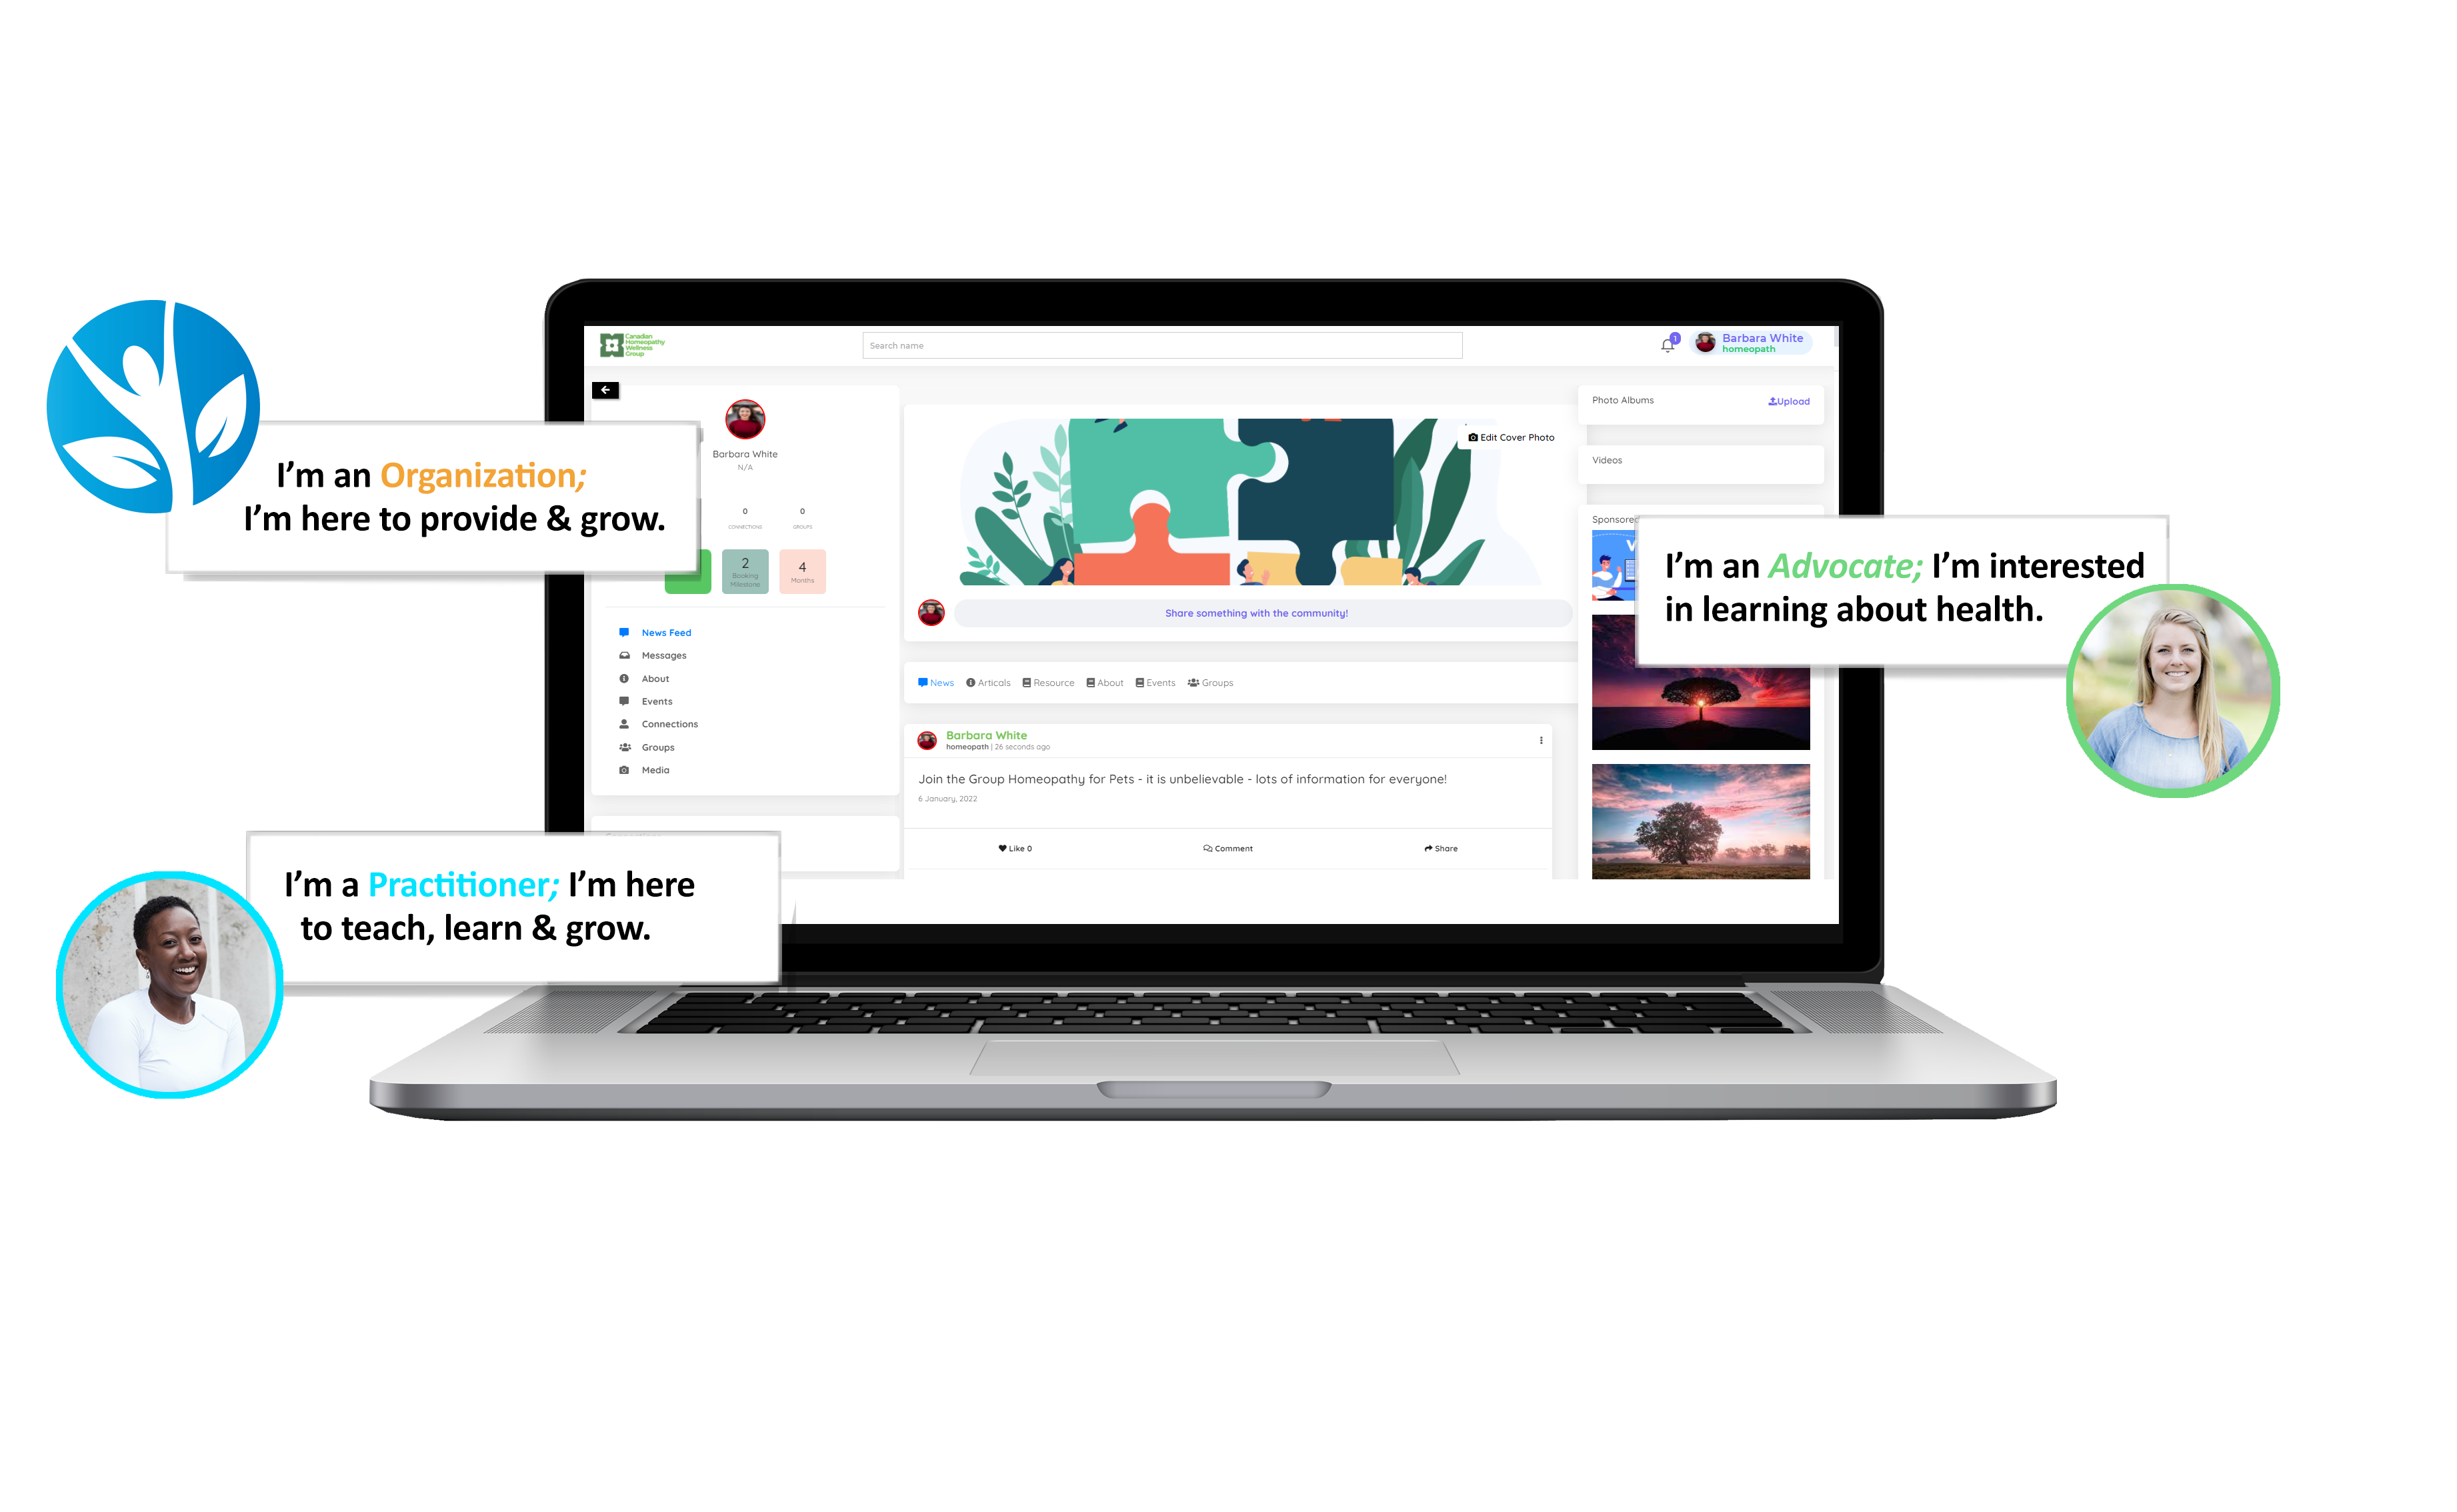 Canadian
Homeopathy
Wellness
Group
Search name
1
Barbara White
homeopath
Barbara White
N/A
0
CONNECTIONS
0
GROUPS
2
Booking
Milestone
4
Months
News Feed
Messages
About
Events
Connections
Groups
Media
Edit Cover Photo
Share something with the community!
News Articals Resource About Events Groups
Barbara White
homeopath | 26 seconds ago
Join the Group Homeopathy for Pets - it is unbelievable - lots of information for everyone!
6 January, 2022
Like 0 Comment Share
Photo Albums Upload
Videos
Sponsored
I'm an Organization;
I'm here to provide & grow.
I'm an Advocate; I'm interested
in learning about health.
I'm a Practitioner; I'm here
to teach, learn & grow.